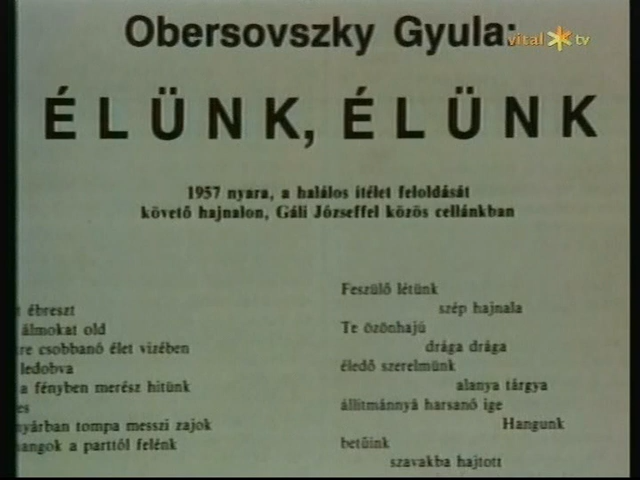 Obersovszky Gyula:
vital tv
ÉLÜNK, ÉLÜNK
1957 nyara, a halálos ítélet feloldását
követő hajnalon, Gáli Józseffel közös cellánkban
ébreszt
álmokat old
csobbanó élet vizében
ledobva
a fényben merész hitünk
tompa messzi zajok
a parttól felénk
Feszülő létünk
szép hajnala
Te özönhajú
drága drága
éledő szerelmünk
alanya tárgya
állítmánnyá harsanó ige
Hangunk
betűink
szavakba hajtott